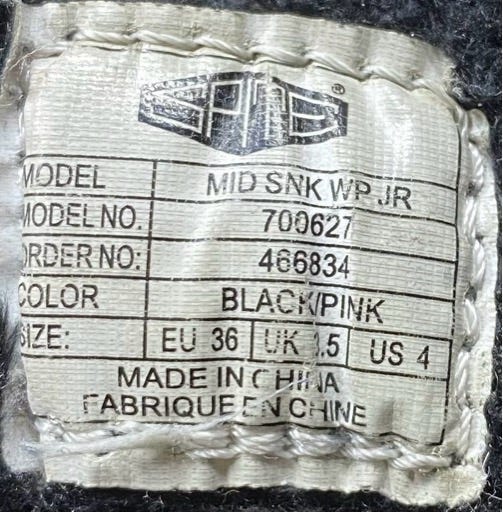 ®
MODEL MID SNK WP JR
MODEL NO. 700627
ORDER NO: 466834
COLOR BLACK/PINK
SIZE: EU 36 UK .5 US 4
MADE IN CHINA
FABRIQUE EN CHINE